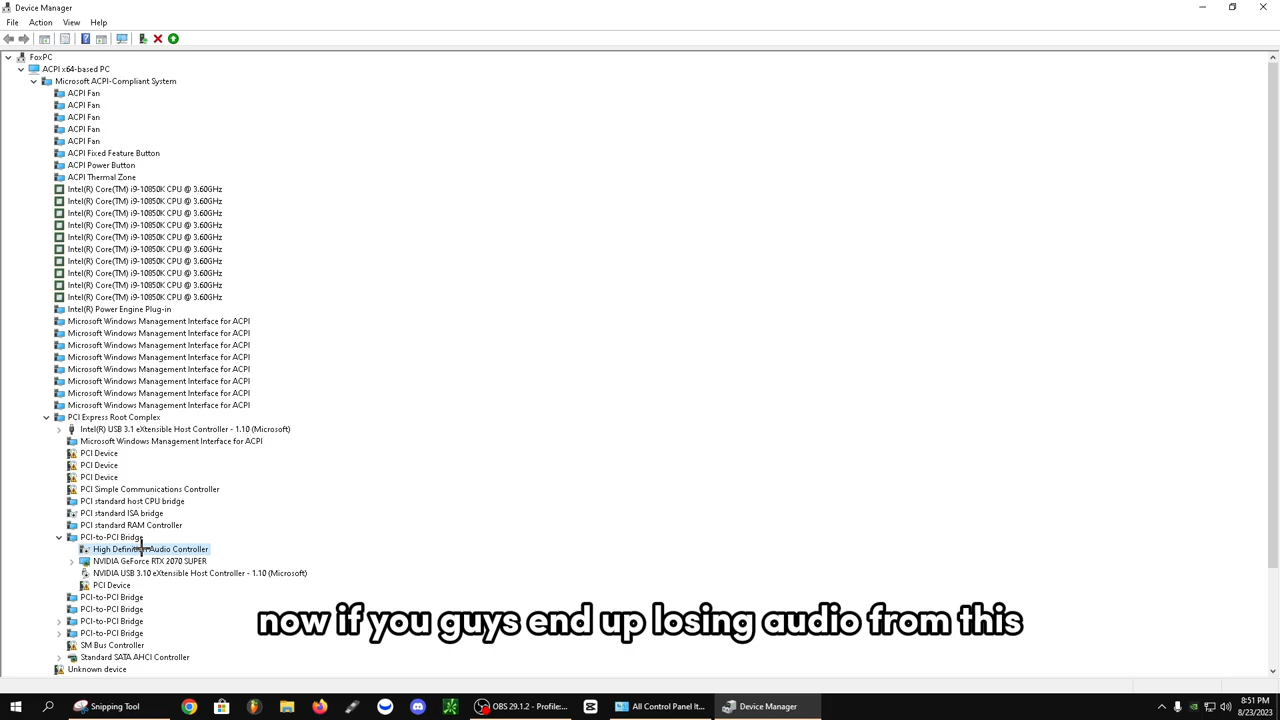 Device Manager
File Action View Help
FoxPC
ACPI x64-based PC
Microsoft ACPI-Compliant System
ACPI Fan
ACPI Fan
ACPI Fan
ACPI Fan
ACPI Fan
ACPI Fixed Feature Button
ACPI Power Button
ACPI Thermal Zone
Intel(R) Core(TM) i9-10850K CPU @ 3.60GHz
Intel(R) Core(TM) i9-10850K CPU @ 3.60GHz
Intel(R) Core(TM) i9-10850K CPU @ 3.60GHz
Intel(R) Core(TM) i9-10850K CPU @ 3.60GHz
Intel(R) Core(TM) i9-10850K CPU @ 3.60GHz
Intel(R) Core(TM) i9-10850K CPU @ 3.60GHz
Intel(R) Core(TM) i9-10850K CPU @ 3.60GHz
Intel(R) Core(TM) i9-10850K CPU @ 3.60GHz
Intel(R) Core(TM) i9-10850K CPU @ 3.60GHz
Intel(R) Core(TM) i9-10850K CPU @ 3.60GHz
Intel(R) Power Engine Plug-in
Microsoft Windows Management Interface for ACPI
Microsoft Windows Management Interface for ACPI
Microsoft Windows Management Interface for ACPI
Microsoft Windows Management Interface for ACPI
Microsoft Windows Management Interface for ACPI
Microsoft Windows Management Interface for ACPI
Microsoft Windows Management Interface for ACPI
Microsoft Windows Management Interface for ACPI
PCI Express Root Complex
Intel(R) USB 3.1 eXtensible Host Controller - 1.10 (Microsoft)
Microsoft Windows Management Interface for ACPI
PCI Device
PCI Device
PCI Device
PCI Simple Communications Controller
PCI standard host CPU bridge
PCI standard ISA bridge
PCI standard RAM Controller
PCI-to-PCI Bridge
High Definition Audio Controller
NVIDIA GeForce RTX 2070 SUPER
NVIDIA USB 3.10 eXtensible Host Controller - 1.10 (Microsoft)
PCI Device
PCI-to-PCI Bridge
PCI-to-PCI Bridge
PCI-to-PCI Bridge
PCI-to-PCI Bridge
SM Bus Controller
Standard SATA AHCI Controller
Unknown device
now if you guys end up losing audio from this
Snipping Tool
OBS 29.1.2 - Profile:...
All Control Panel It...
Device Manager
8:51 PM
8/23/2023